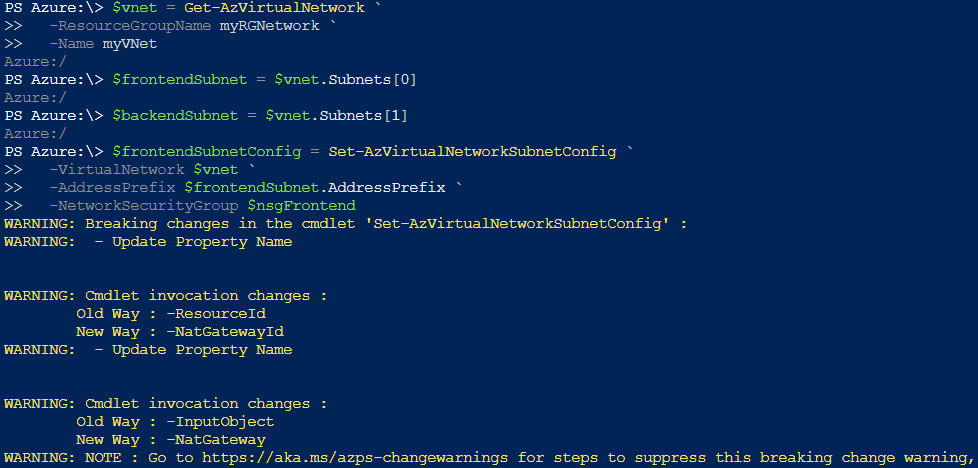 PS Azure:\> $vnet = Get-AzVirtualNetwork `
>>   -ResourceGroupName myRGNetwork `
>>   -Name myVNet
Azure:/
PS Azure:\> $frontendSubnet = $vnet.Subnets[0]
Azure:/
PS Azure:\> $backendSubnet = $vnet.Subnets[1]
Azure:/
PS Azure:\> $frontendSubnetConfig = Set-AzVirtualNetworkSubnetConfig `
>>   -VirtualNetwork $vnet `
>>   -AddressPrefix $frontendSubnet.AddressPrefix `
>>   -NetworkSecurityGroup $nsgFrontend
WARNING: Breaking changes in the cmdlet 'Set-AzVirtualNetworkSubnetConfig' :
WARNING:  - Update Property Name
WARNING: Cmdlet invocation changes :
        Old Way : -ResourceId
        New Way : -NatGatewayId
WARNING:  - Update Property Name
WARNING: Cmdlet invocation changes :
        Old Way : -InputObject
        New Way : -NatGateway
WARNING: NOTE : Go to https://aka.ms/azps-changewarnings for steps to suppress this breaking change warning,